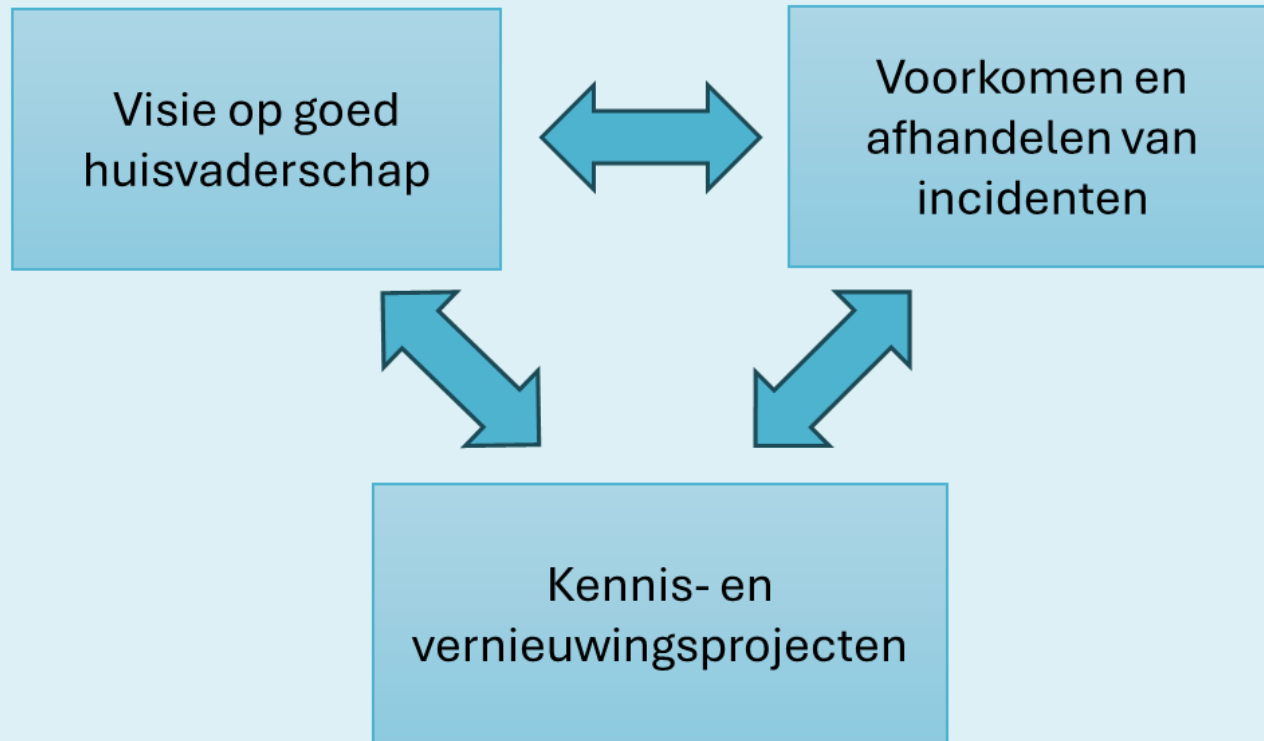 Visie op goed
huisvaderschap
Voorkomen en
afhandelen van
incidenten
Kennis- en
vernieuwingsprojecten